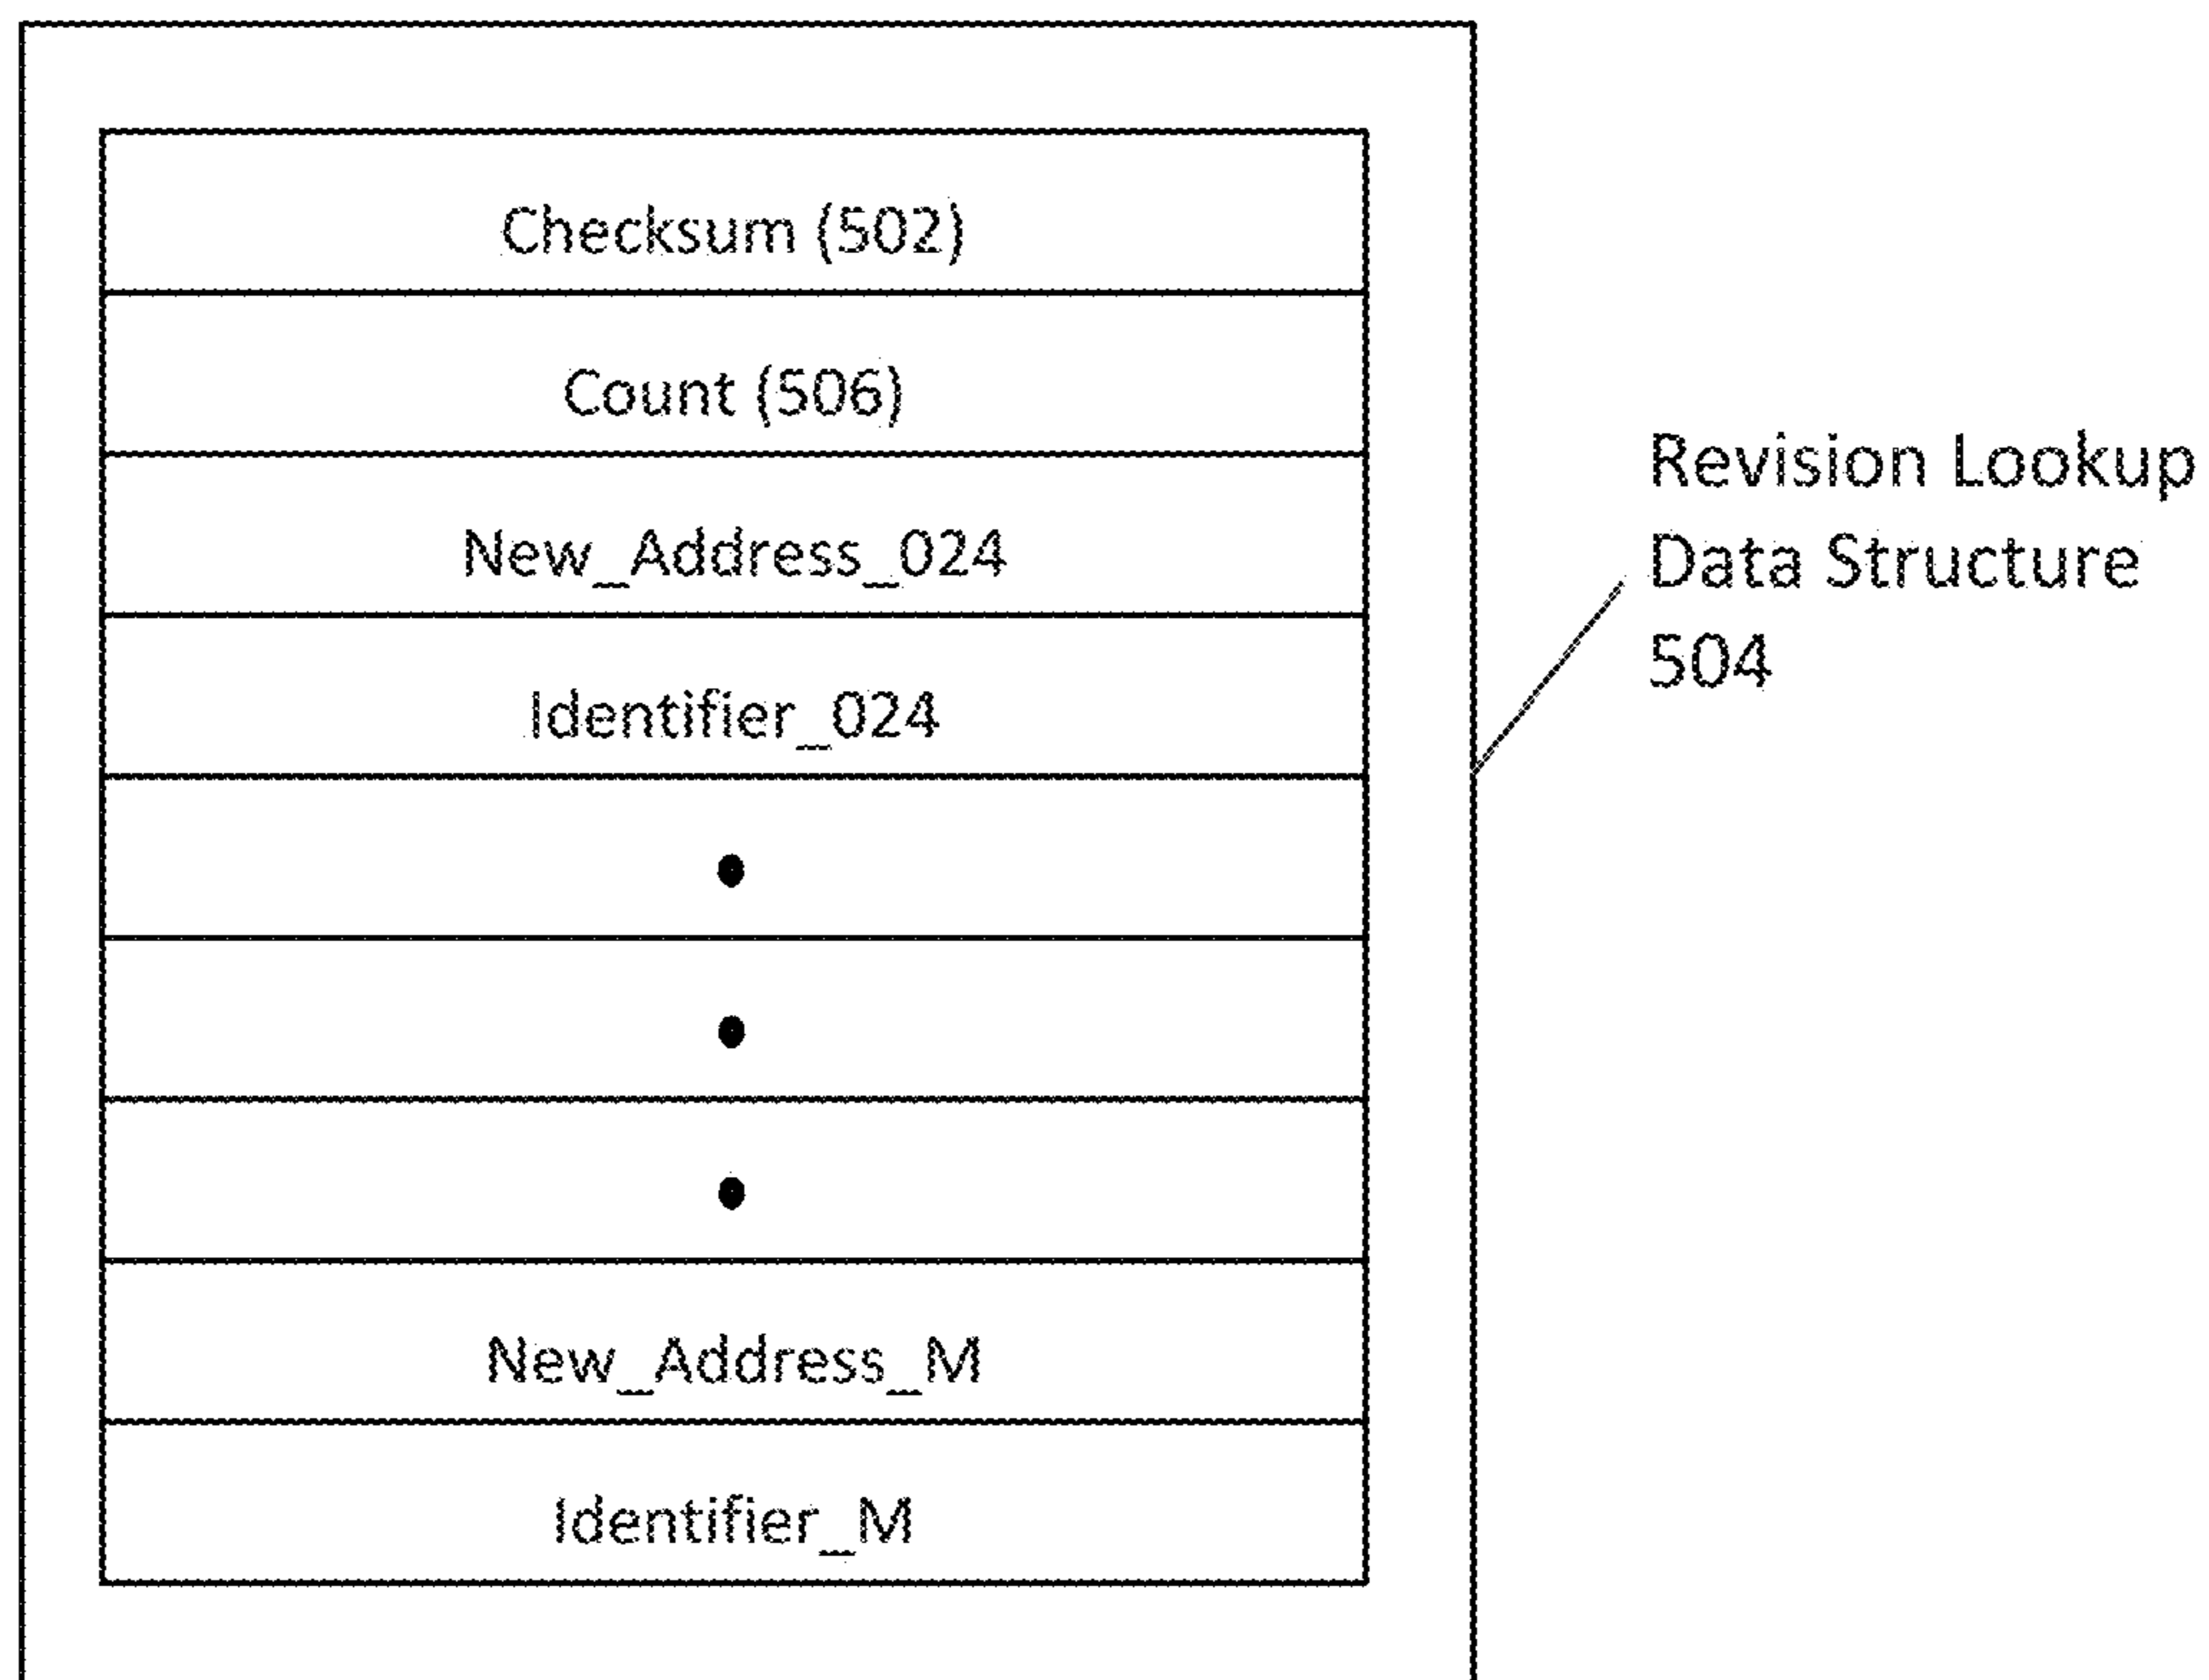 Checksum (502)
Count (506)
New_Address_024
Identifier_024
New_Address_M
Identifier_M
Revision Lookup
Data Structure
504